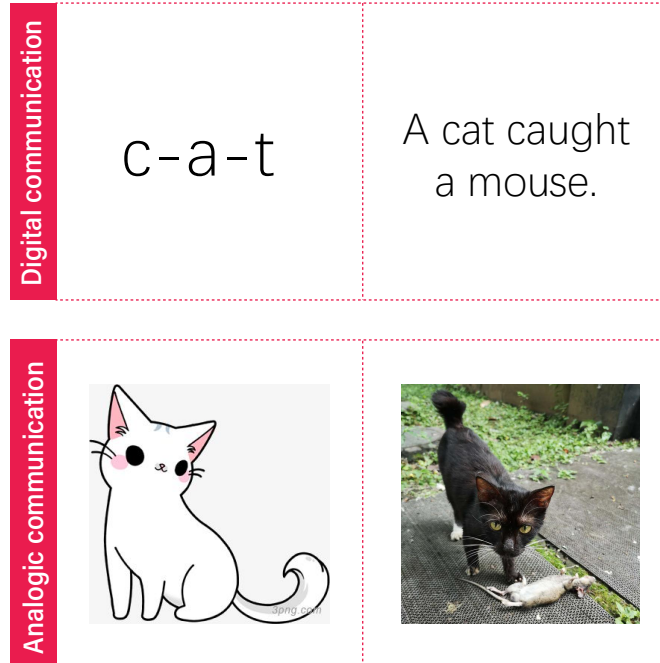 Digital communication
c-a-t
A cat caught
a mouse.
Analogic communication
3png.com